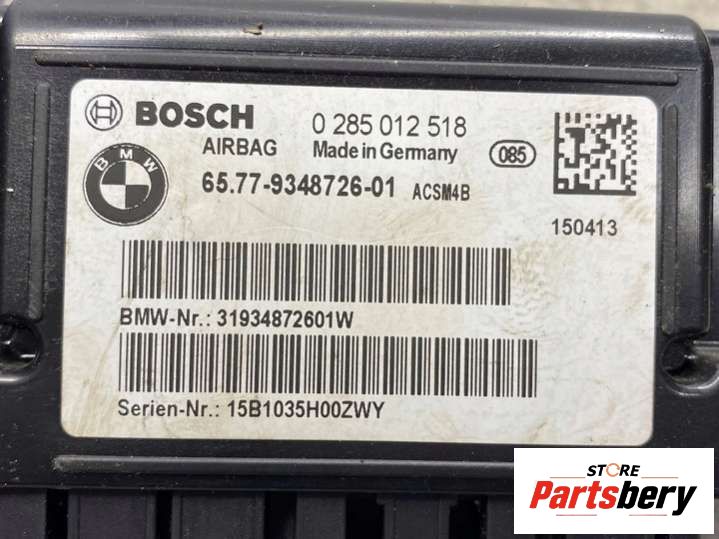 BOSCH 0 285 012 518
AIRBAG Made in Germany 085
BMW 65.77-9348726-01 ACSM4B
150413
BMW-Nr.: 31934872601W
Serien-Nr.: 15B1035H00ZWY
STORE
Partsbery